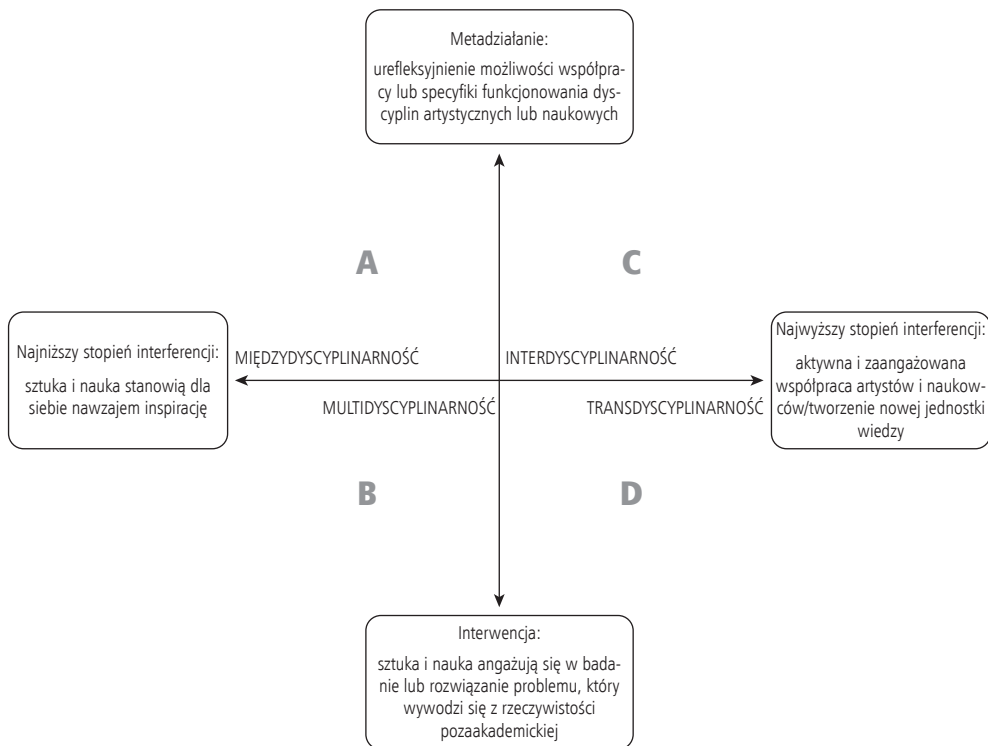 Metadziałanie:
urefleksyjnienie możliwości współpra-
cy lub specyfiki funkcjonowania dys-
cyplin artystycznych lub naukowych
A
C
Najniższy stopień interferencji:
sztuka i nauka stanowią dla
siebie nawzajem inspirację
MIĘDZYDYSCYPLINARNOŚĆ
INTERDYSCYPLINARNOŚĆ
MULTIDYSCYPLINARNOŚĆ
TRANSDYSCYPLINARNOŚĆ
Najwyższy stopień interferencji:
aktywna i zaangażowana
współpraca artystów i naukow-
ców/tworzenie nowej jednostki
wiedzy
B
D
Interwencja:
sztuka i nauka angażują się w bada-
nie lub rozwiązanie problemu, który
wywodzi się z rzeczywistości
pozaakademickiej